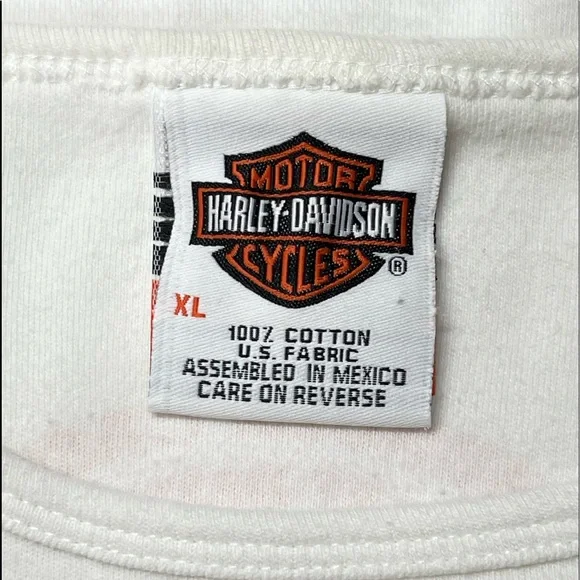 MOTOR
HARLEY-DAVIDSON
CYCLES
®
XL
100% COTTON
U.S. FABRIC
ASSEMBLED IN MEXICO
CARE ON REVERSE